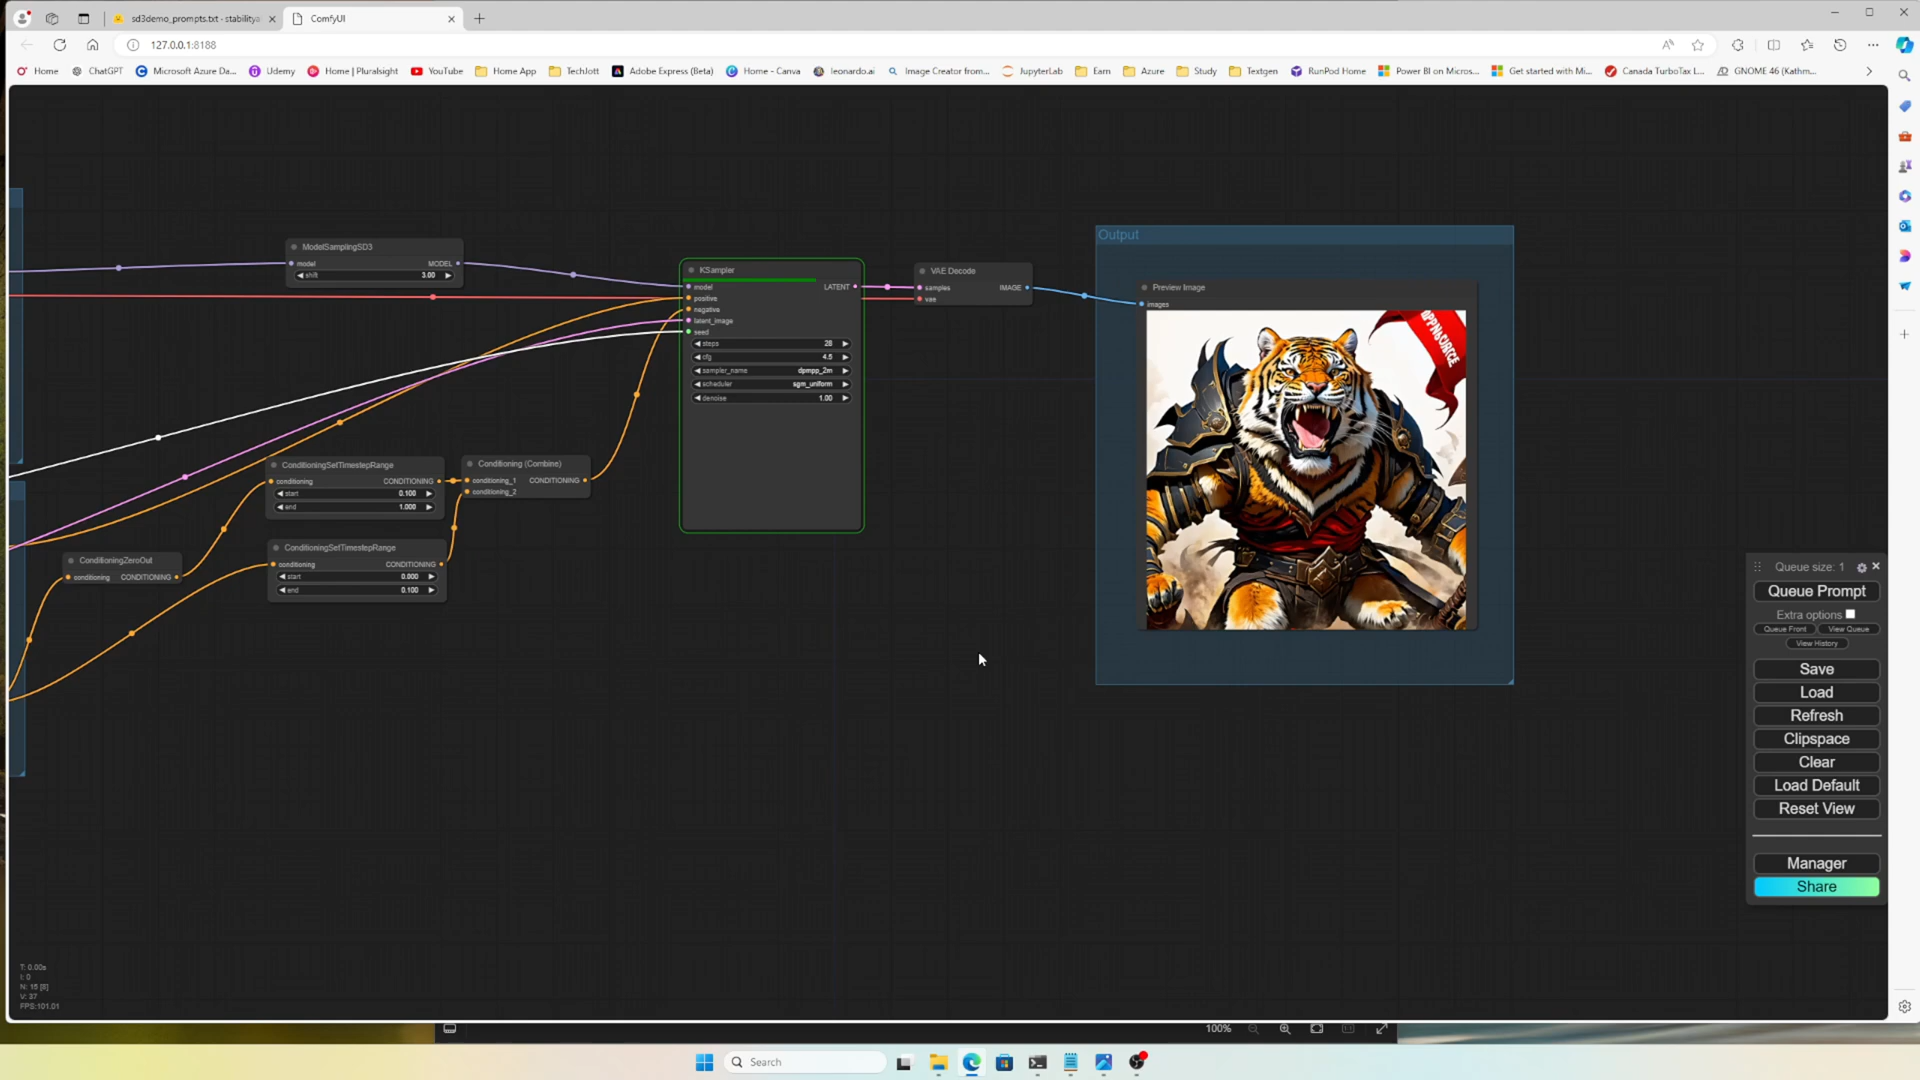 sd3demo_prompts.txt - stabilitya
ComfyUI
127.0.0.1:8188
Home
ChatGPT
Microsoft Azure Da...
Udemy
Home | Pluralsight
YouTube
Home App
TechJott
Adobe Express (Beta)
Home - Canva
leonardo.ai
Image Creator from...
JupyterLab
Earn
Azure
Study
Textgen
RunPod Home
Power BI on Micros...
Get started with Mi...
Canada TurboTax L...
GNOME 46 (Kathm...
ModelSamplingSD3
model MODEL
shift 3.00
KSampler
model LATENT
positive
negative
latent_image
seed
steps 28
cfg 4.5
sampler_name dpmpp_2m
scheduler sgm_uniform
denoise 1.00
VAE Decode
samples IMAGE
vae
Output
Preview Image
images
ConditioningSetTimestepRange
conditioning CONDITIONING
start 0.100
end 1.000
Conditioning (Combine)
conditioning_1 CONDITIONING
conditioning_2
ConditioningZeroOut
conditioning CONDITIONING
ConditioningSetTimestepRange
conditioning CONDITIONING
start 0.000
end 0.100
Queue size: 1
Queue Prompt
Extra options
Queue Front
View Queue
View History
Save
Load
Refresh
Clipspace
Clear
Load Default
Reset View
Manager
Share
T: 0.00s
I: 0
N: 15 [8]
V: 37
FPS:101.01
100%
Search